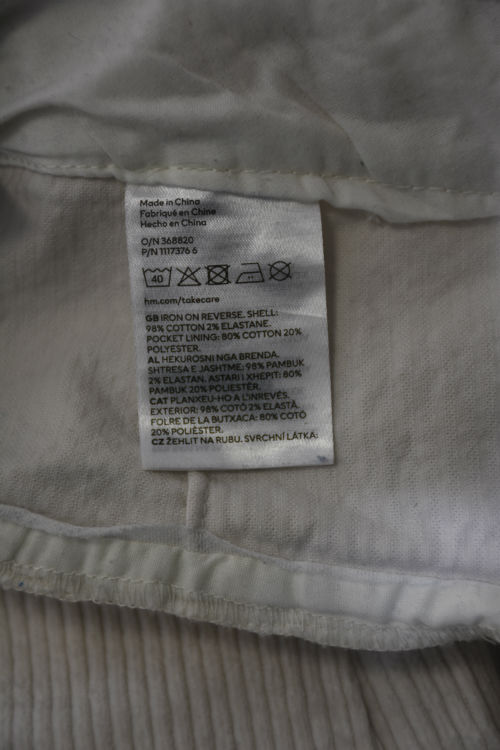 Made in China
Fabriqué en Chine
Hecho en China
O/N 368820
P/N 1117376 6
40
hm.com/takecare
GB IRON ON REVERSE. SHELL:
98% COTTON 2% ELASTANE.
POCKET LINING: 80% COTTON 20%
POLYESTER.
AL HEKUROSNI NGA BRENDA.
SHTRESA E JASHTME: 98% PAMBUK
2% ELASTAN. ASTARI I XHEPIT: 80%
PAMBUK 20% POLIESTËR.
CAT PLANXEU-HO A L'INREVÉS.
EXTERIOR: 98% COTÓ 2% ELASTÀ.
FOLRE DE LA BUTXACA: 80% COTÓ
20% POLIÈSTER.
CZ ŽEHLIT NA RUBU. SVRCHNÍ LÁTKA: